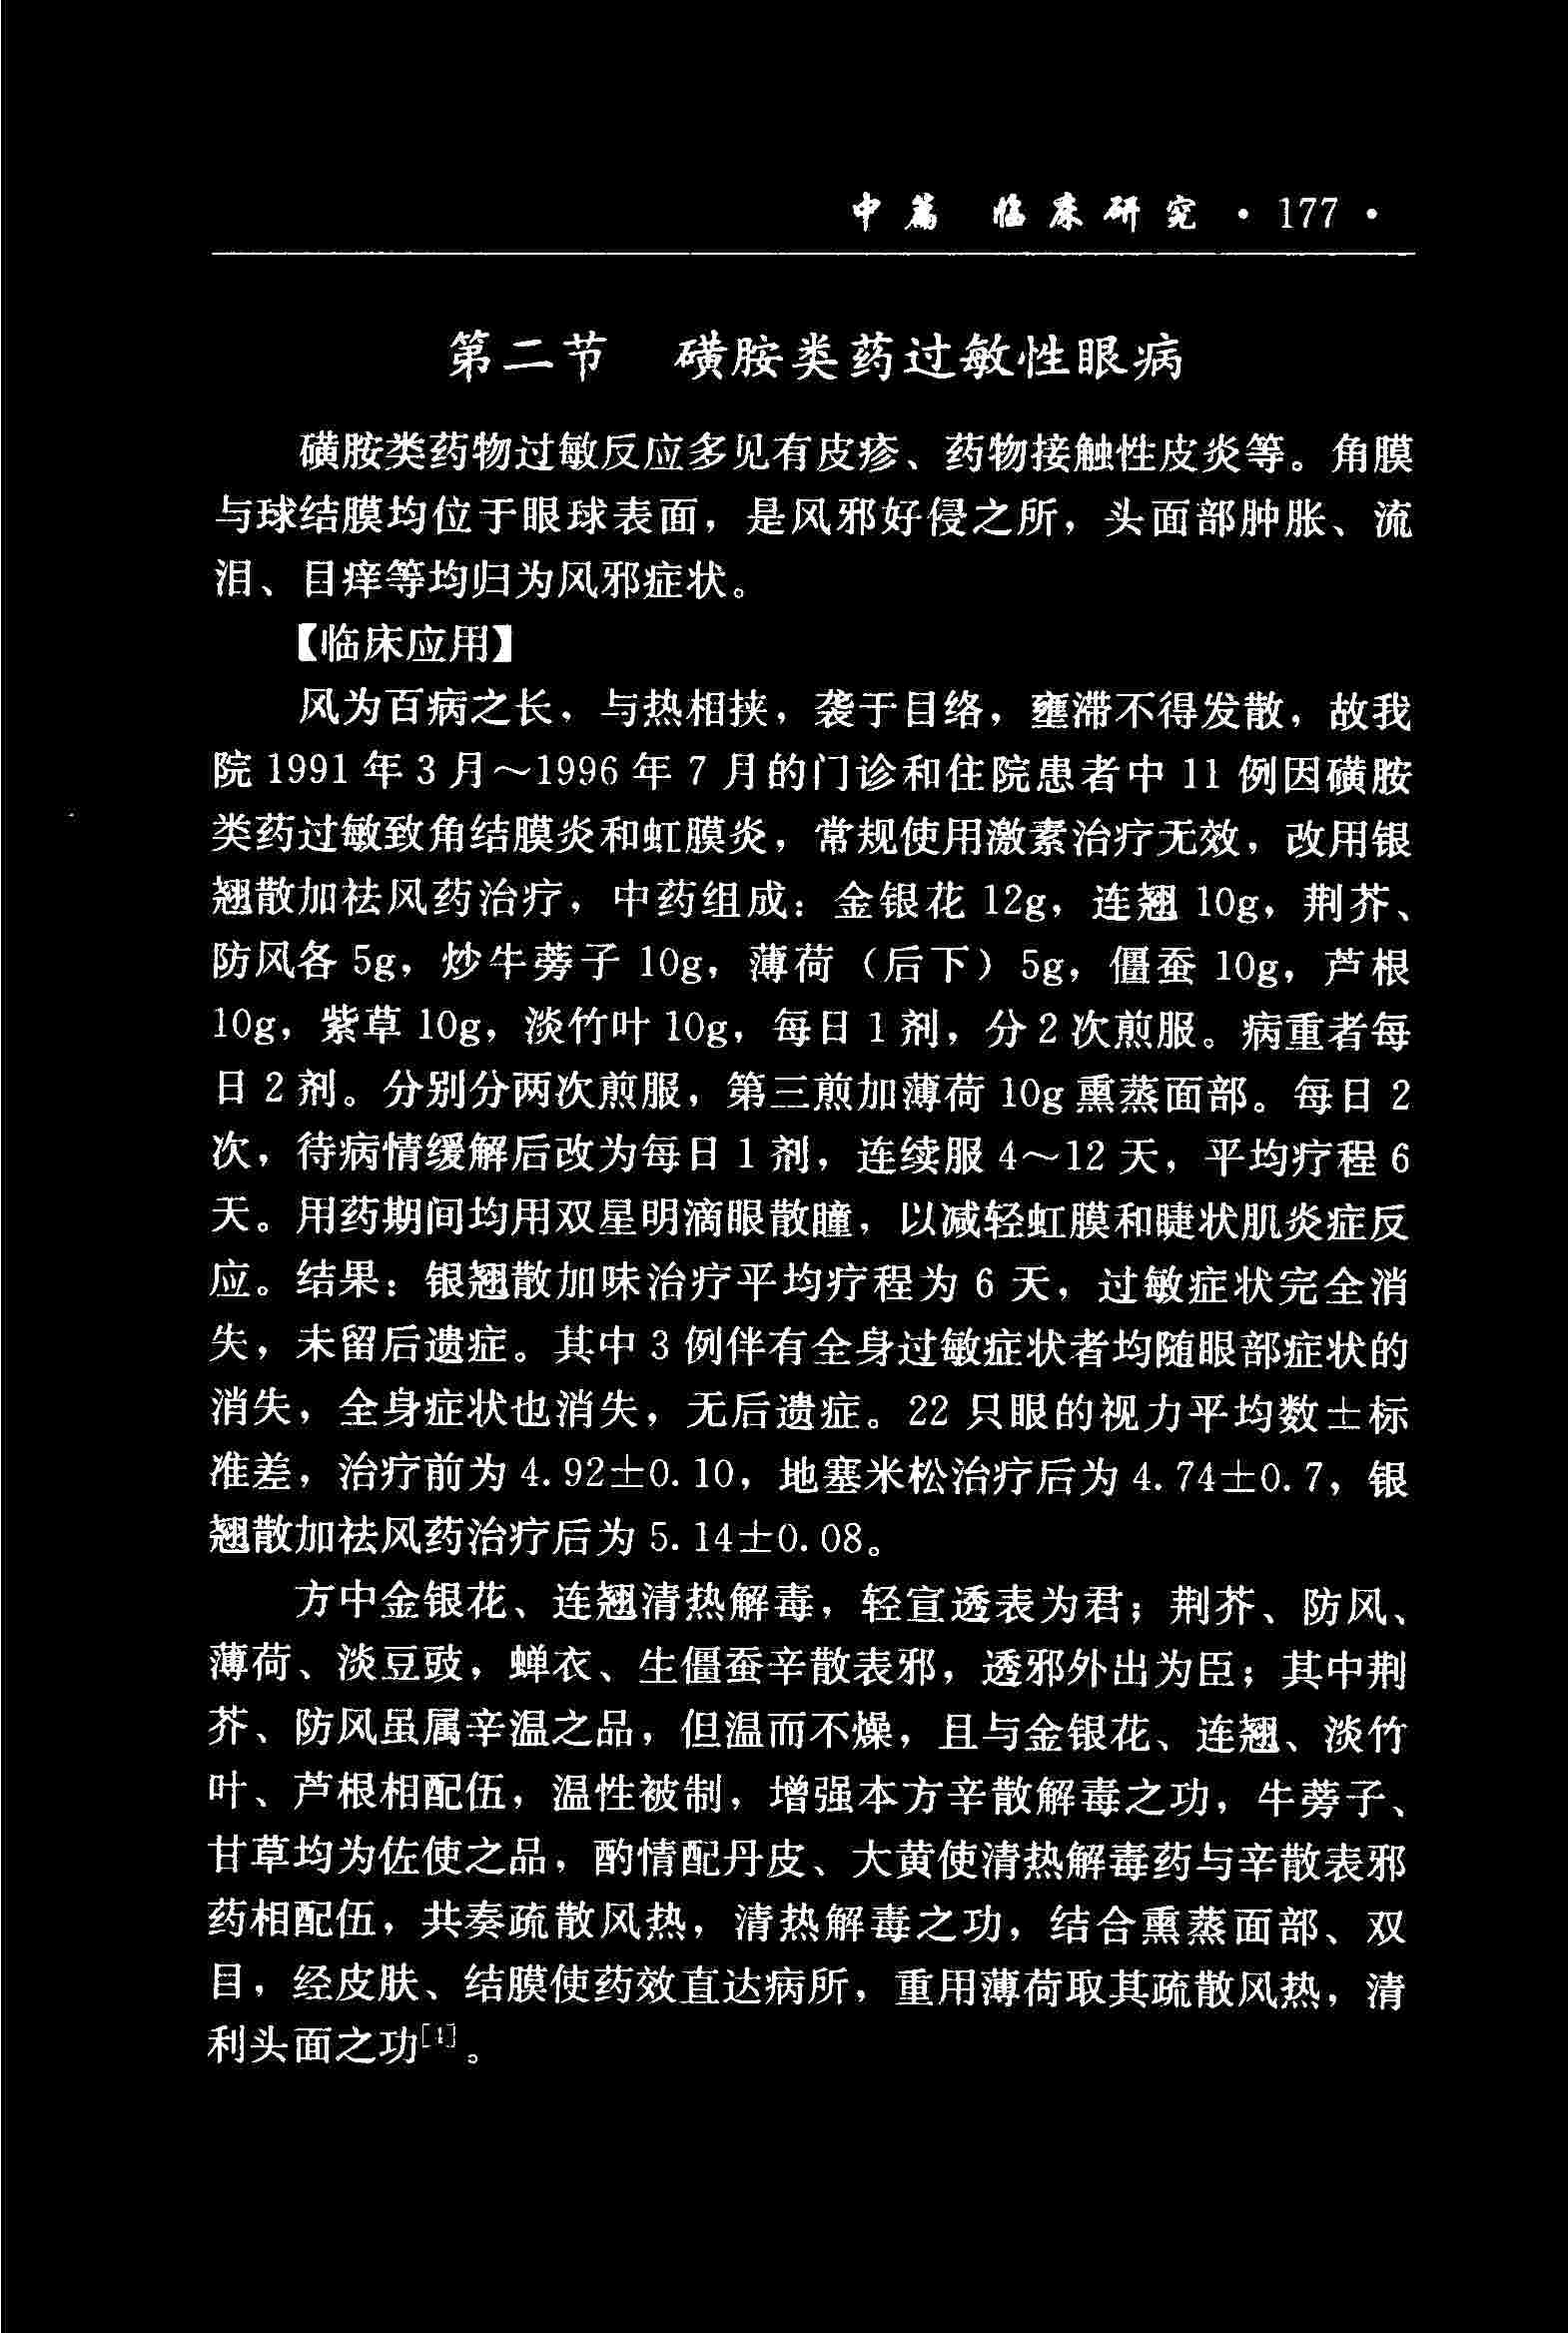 中篇 临床研究 · 177 ·
第二节 磺胺类药过敏性眼病
磺胺类药物过敏反应多见有皮疹、药物接触性皮炎等。角膜
与球结膜均位于眼球表面，是风邪好侵之所，头面部肿胀、流
泪、目痒等均归为风邪症状。
【临床应用】
风为百病之长，与热相挟，袭于目络，壅滞不得发散，故我
院 1991 年 3 月～1996 年 7 月的门诊和住院患者中 11 例因磺胺
类药过敏致角结膜炎和虹膜炎，常规使用激素治疗无效，改用银
翘散加祛风药治疗，中药组成：金银花 12g，连翘 10g，荆芥、
防风各 5g，炒牛蒡子 10g，薄荷（后下）5g，僵蚕 10g，芦根
10g，紫草 10g，淡竹叶 10g，每日 1 剂，分 2 次煎服。病重者每
日 2 剂。分别分两次煎服，第三煎加薄荷 10g 熏蒸面部。每日 2
次，待病情缓解后改为每日 1 剂，连续服 4～12 天，平均疗程 6
天。用药期间均用双星明滴眼散瞳，以减轻虹膜和睫状肌炎症反
应。结果：银翘散加味治疗平均疗程为 6 天，过敏症状完全消
失，未留后遗症。其中 3 例伴有全身过敏症状者均随眼部症状的
消失，全身症状也消失，无后遗症。22 只眼的视力平均数±标
准差，治疗前为 4.92±0.10，地塞米松治疗后为 4.74±0.7，银
翘散加祛风药治疗后为 5.14±0.08。
方中金银花、连翘清热解毒，轻宣透表为君；荆芥、防风、
薄荷、淡豆豉，蝉衣、生僵蚕辛散表邪，透邪外出为臣；其中荆
芥、防风虽属辛温之品，但温而不燥，且与金银花、连翘、淡竹
叶、芦根相配伍，温性被制，增强本方辛散解毒之功，牛蒡子、
甘草均为佐使之品，酌情配丹皮、大黄使清热解毒药与辛散表邪
药相配伍，共奏疏散风热，清热解毒之功，结合熏蒸面部、双
目，经皮肤、结膜使药效直达病所，重用薄荷取其疏散风热，清
利头面之功[1]。